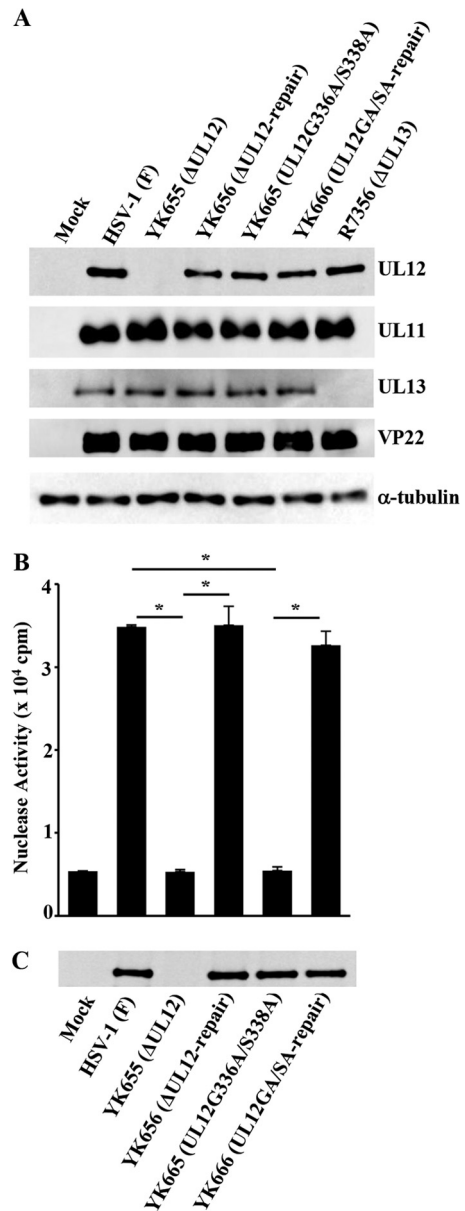 A
Mock
HSV-1 (F)
YK655 (ΔUL12)
YK656 (ΔUL12-repair)
YK665 (UL12G336A/S338A)
YK666 (UL12GA/SA-repair)
R7356 (ΔUL13)
UL12
UL11
UL13
VP22
α-tubulin
B
*
*
*
*
Nuclease Activity (x 10⁴ cpm)
4
3
2
1
0
C
Mock
HSV-1 (F)
YK655 (ΔUL12)
YK656 (ΔUL12-repair)
YK665 (UL12G336A/S338A)
YK666 (UL12GA/SA-repair)